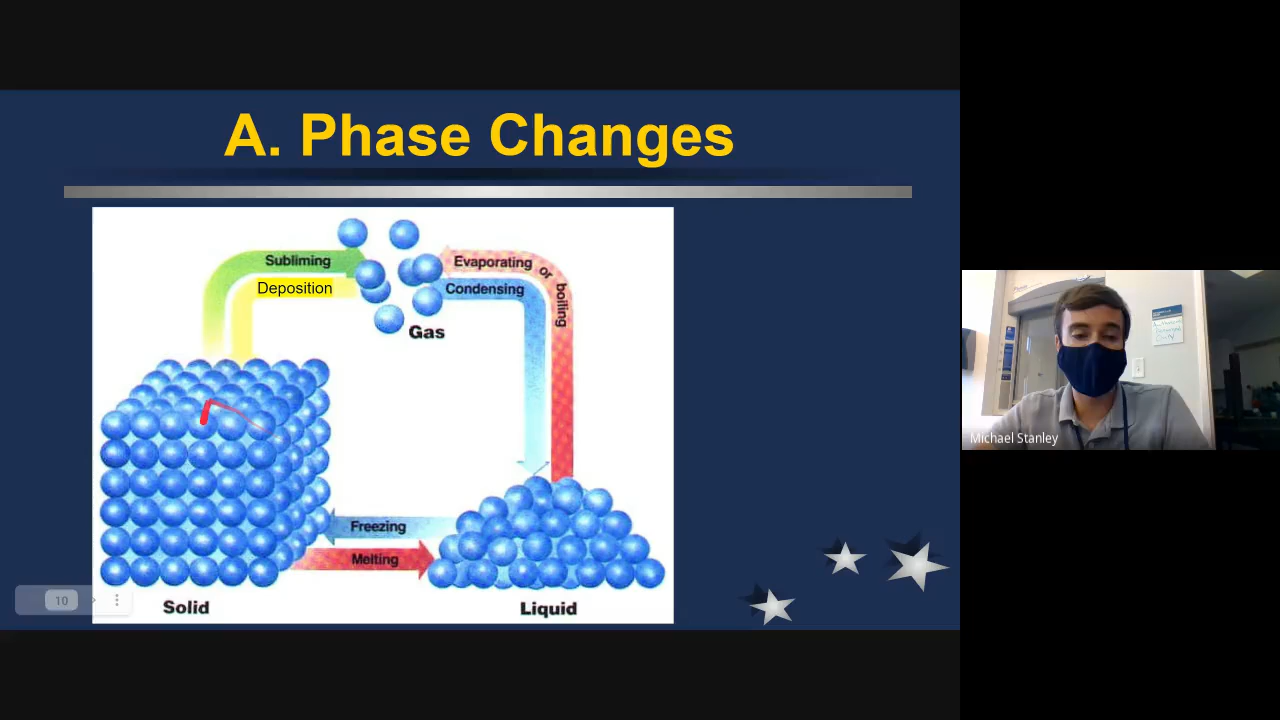 A. Phase Changes
Subliming
Deposition
Evaporating or boiling
Condensing
Gas
Freezing
Melting
Solid
Liquid
10
Michael Stanley